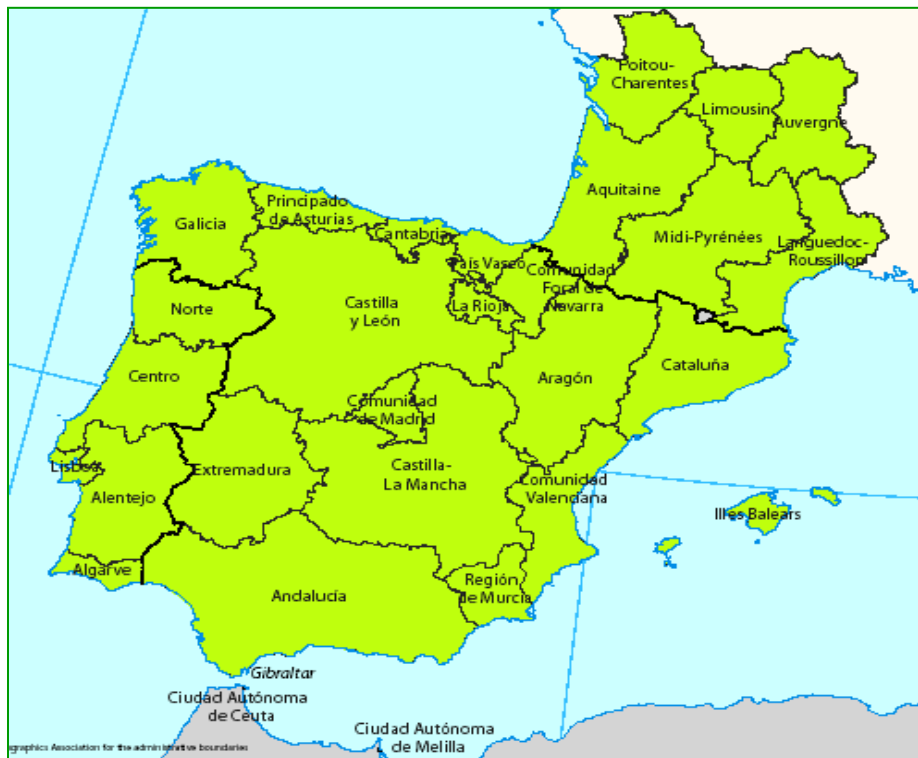 Poitou-
Charentes
Limousin
Auvergne
Aquitaine
Principado
de Asturias
Galicia
Cantabria
Midi-Pyrénées
Languedoc-
Roussillon
País Vasco
Comunidad
Foral de
Navarra
La Rioja
Norte
Castilla
y León
Centro
Aragón
Cataluña
Comunidad
de Madrid
Lisboa
Extremadura
Castilla-
La Mancha
Comunidad
Valenciana
Alentejo
Illes Balears
Algarve
Andalucía
Región
de Murcia
Gibraltar
Ciudad Autónoma
de Ceuta
Ciudad Autónoma
de Melilla
graphics Association for the administrative boundaries